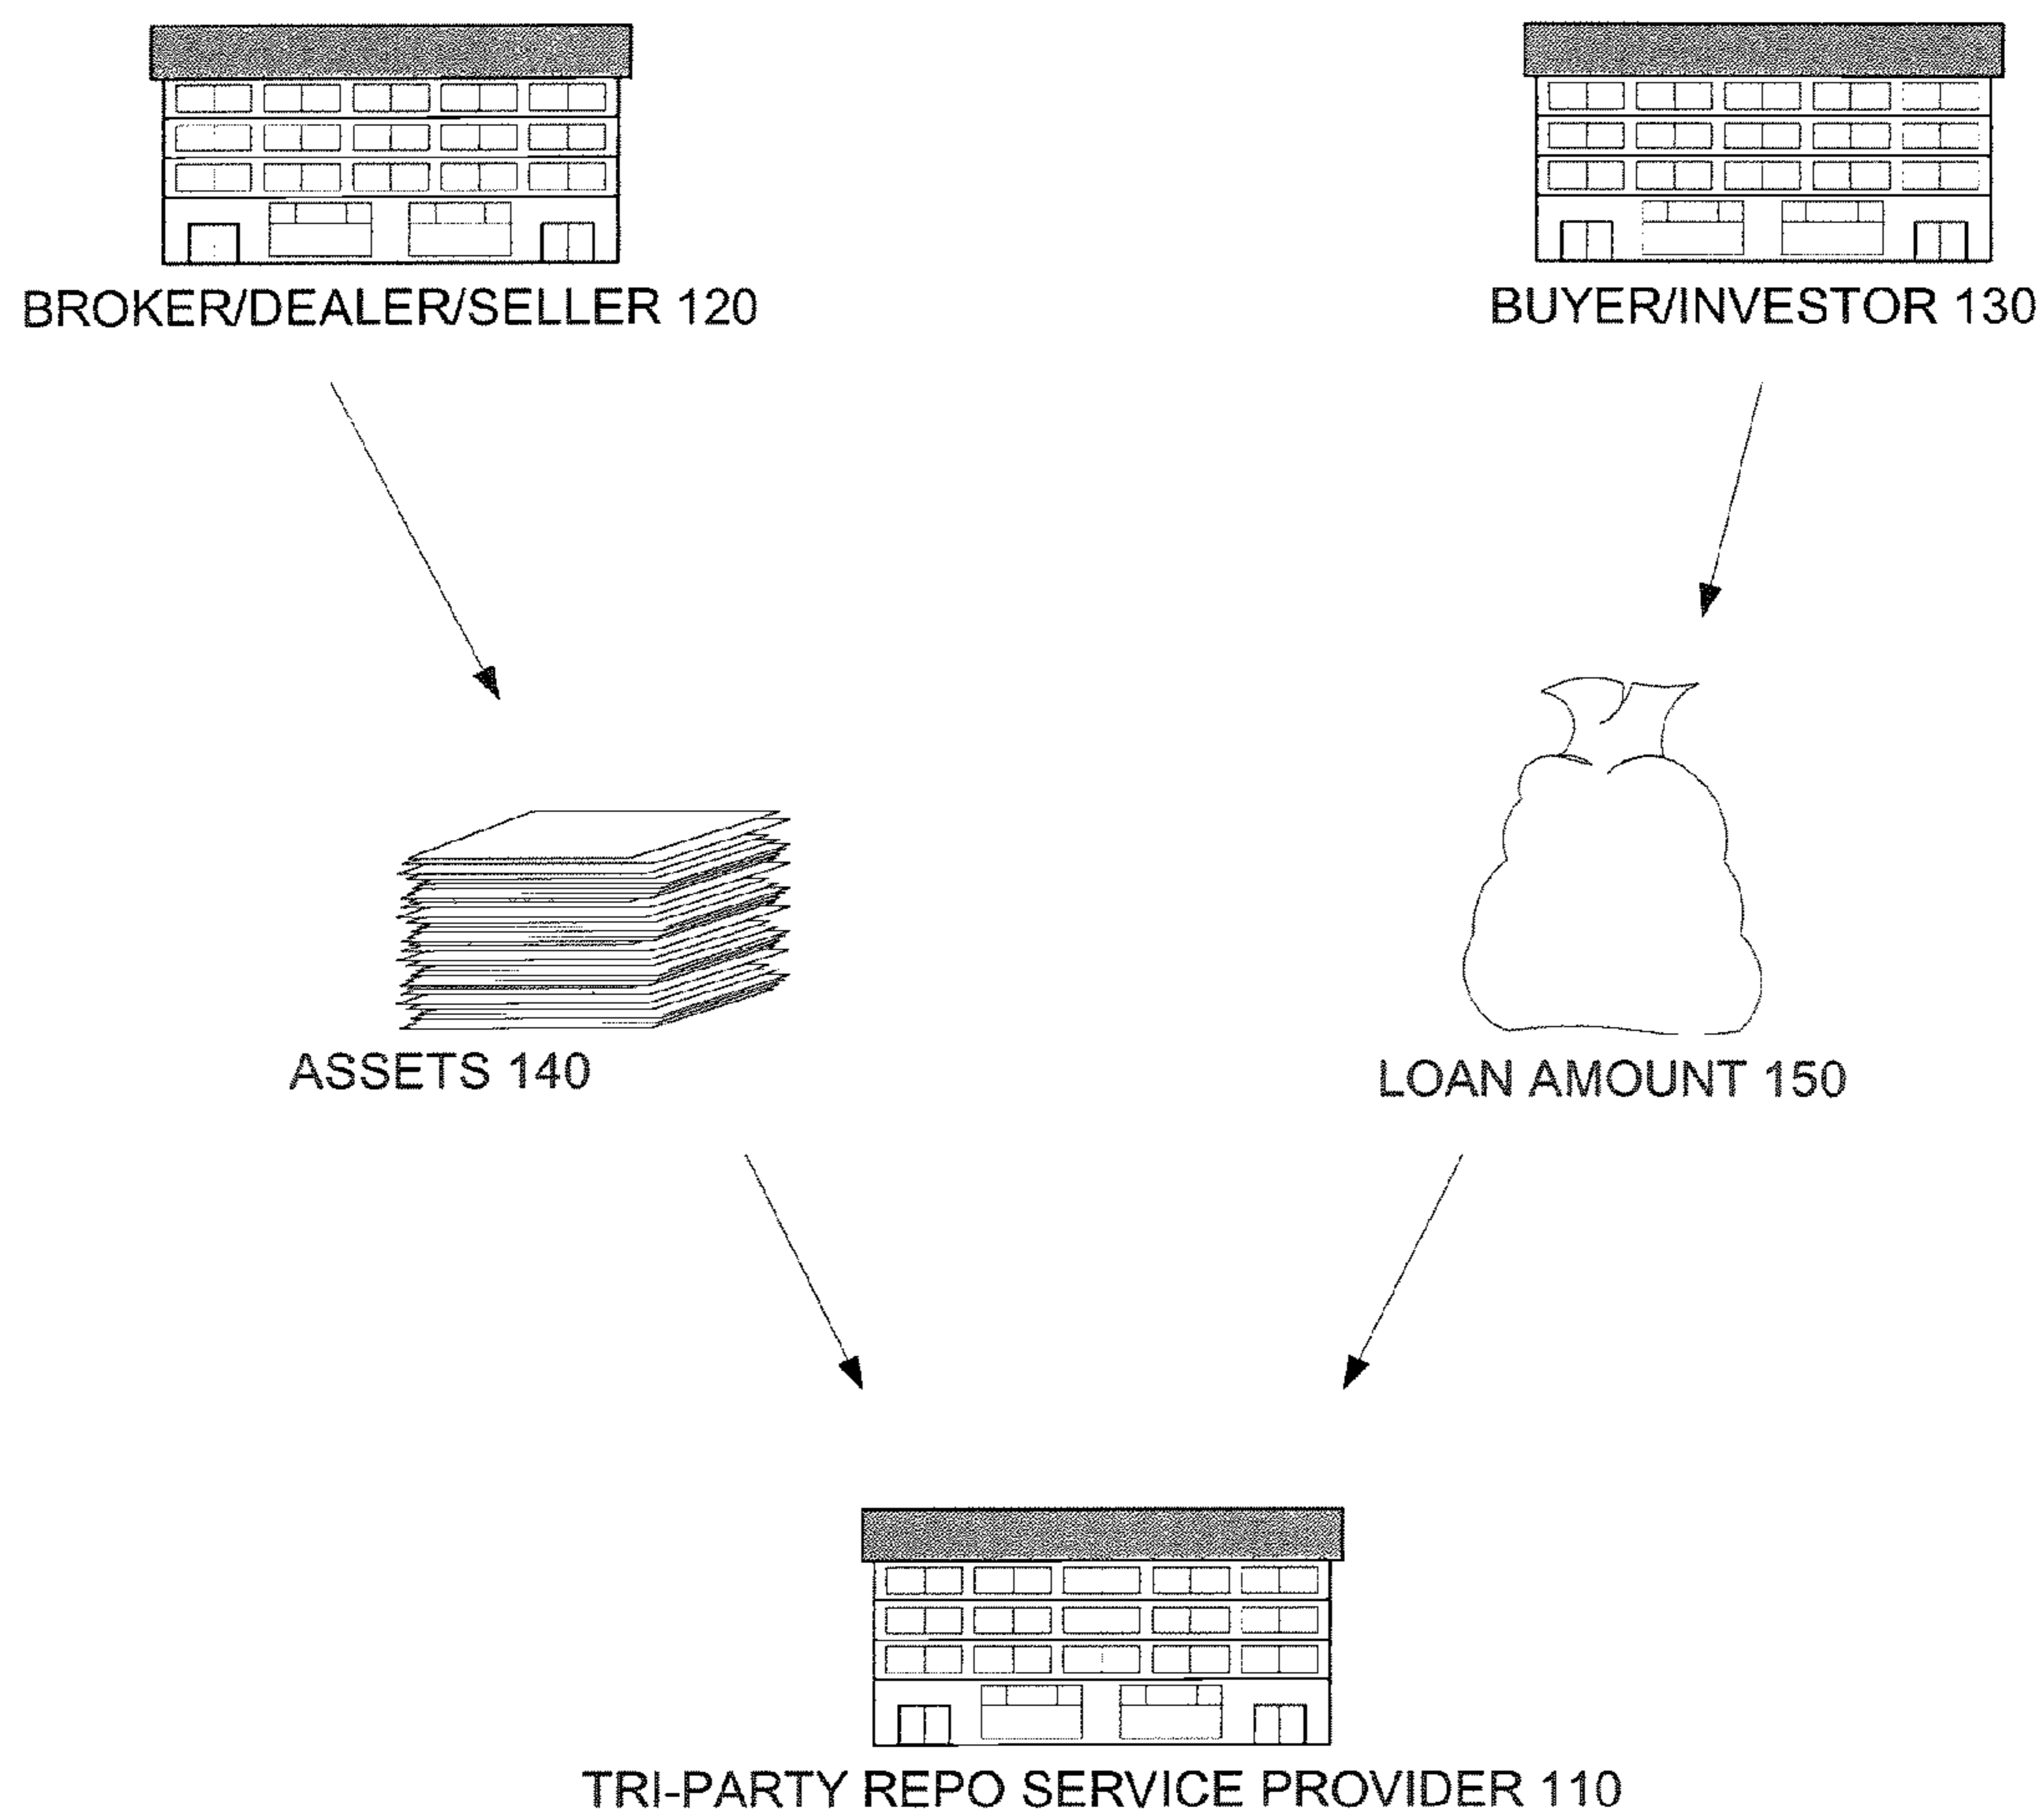 BROKER/DEALER/SELLER 120
BUYER/INVESTOR 130
ASSETS 140
LOAN AMOUNT 150
TRI-PARTY REPO SERVICE PROVIDER 110